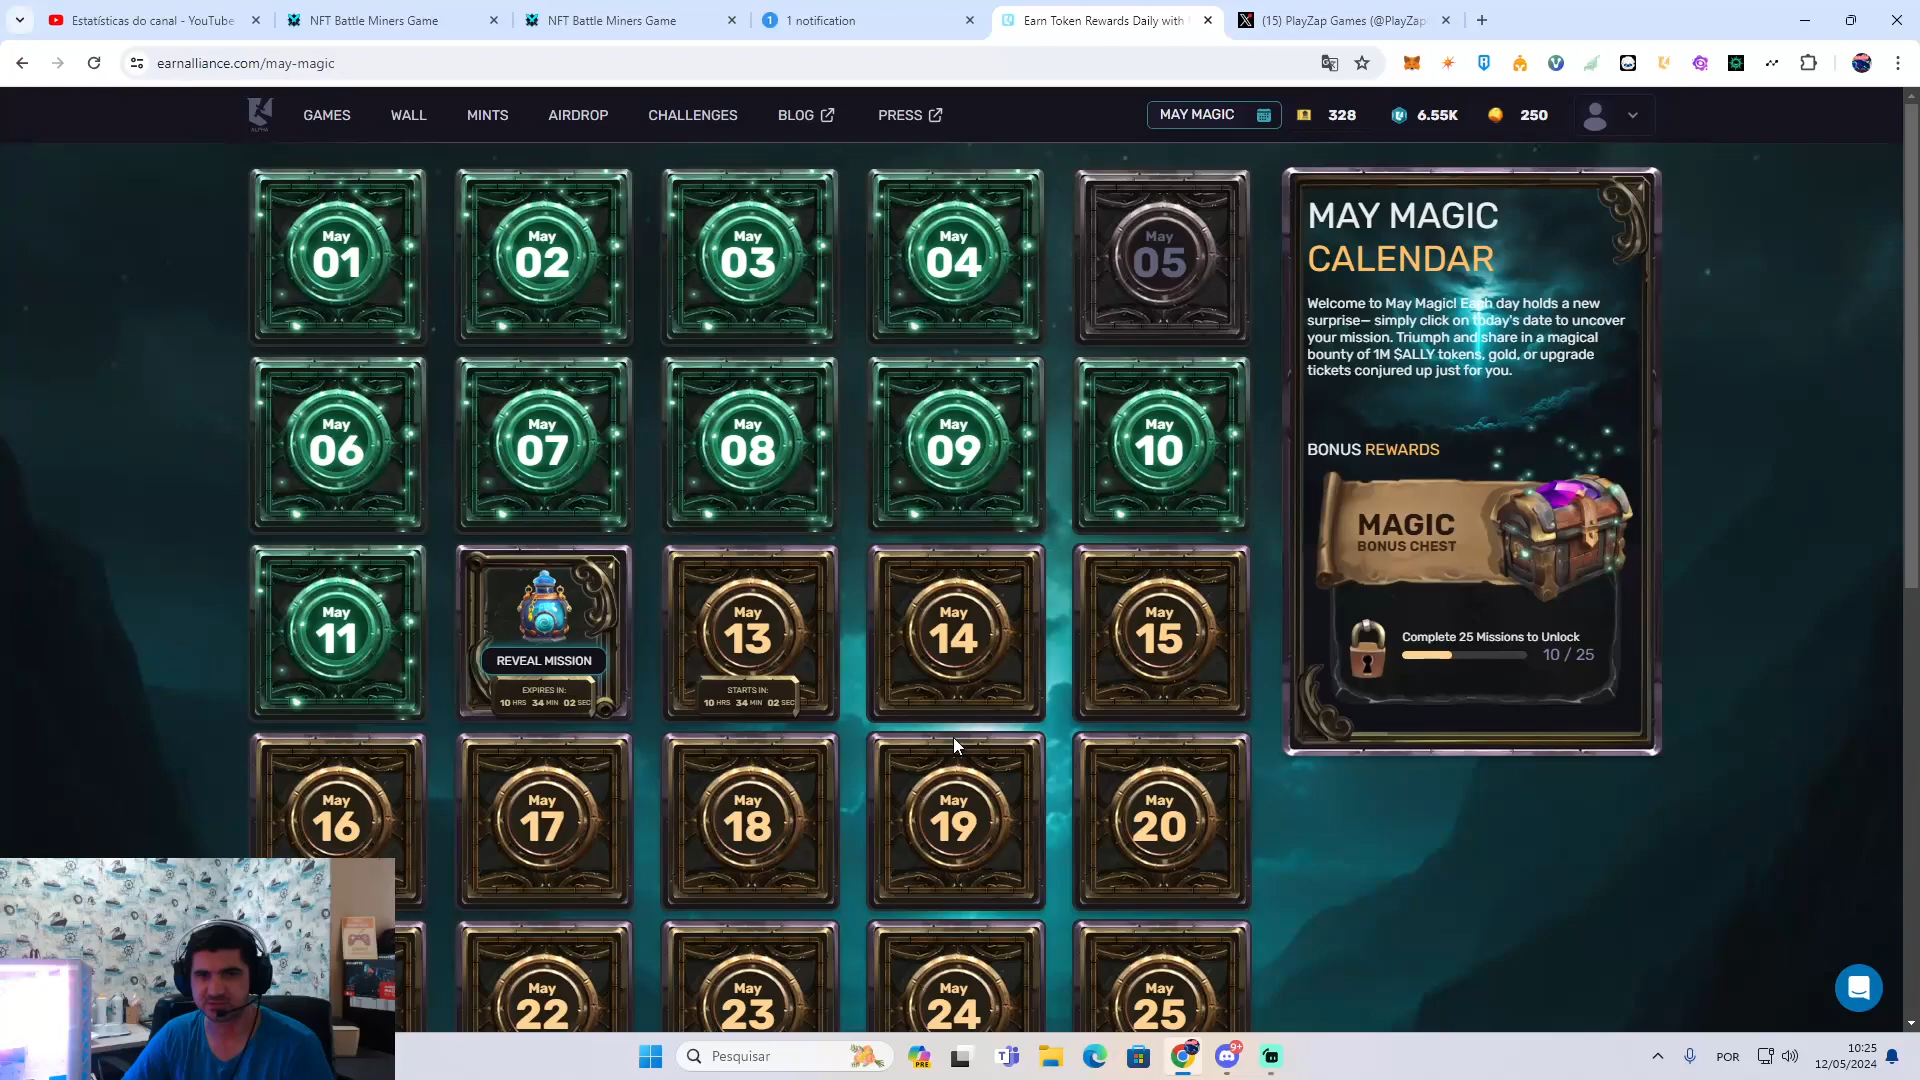 Estatísticas do canal - YouTube
NFT Battle Miners Game
NFT Battle Miners Game
1 notification
Earn Token Rewards Daily with
(15) PlayZap Games (@PlayZap
earnalliance.com/may-magic
ALPHA
GAMES
WALL
MINTS
AIRDROP
CHALLENGES
BLOG
PRESS
MAY MAGIC
328
6.55K
250
May
01
May
02
May
03
May
04
May
05
May
06
May
07
May
08
May
09
May
10
May
11
REVEAL MISSION
EXPIRES IN:
10 HRS 34 MIN 02 SEC
May
13
STARTS IN:
10 HRS 34 MIN 02 SEC
May
14
May
15
May
16
May
17
May
18
May
19
May
20
May
22
May
23
May
24
May
25
MAY MAGIC
CALENDAR
Welcome to May Magic! Each day holds a new
surprise— simply click on today's date to uncover
your mission. Triumph and share in a magical
bounty of 1M $ALLY tokens, gold, or upgrade
tickets conjured up just for you.
BONUS REWARDS
MAGIC
BONUS CHEST
Complete 25 Missions to Unlock
10 / 25
Pesquisar
PRE
9+
POR
10:25
12/05/2024